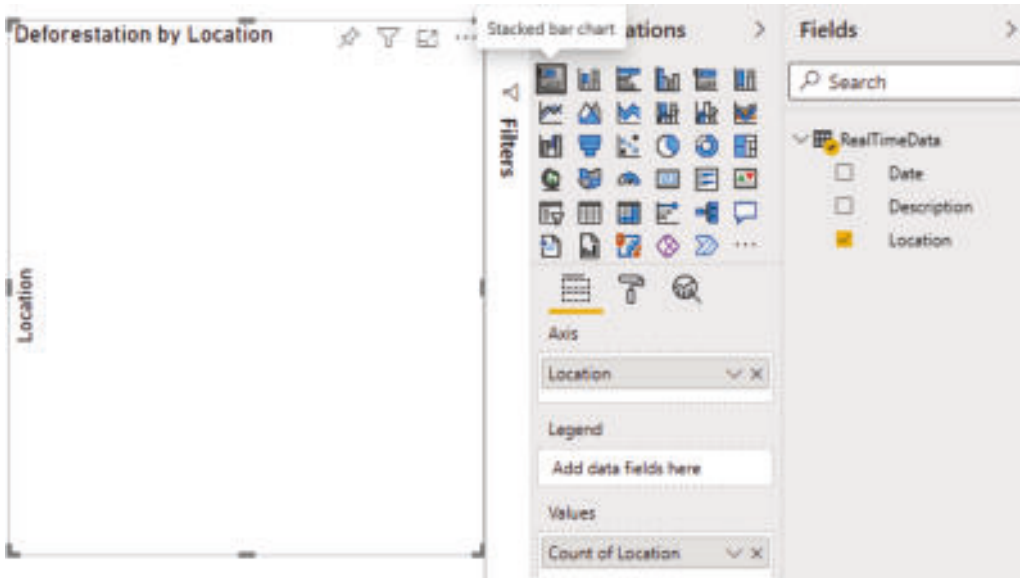 Deforestation by Location
Location
Filters
Stacked bar chart
ations
Axis
Location
Legend
Add data fields here
Values
Count of Location
Fields
Search
RealTimeData
Date
Description
Location